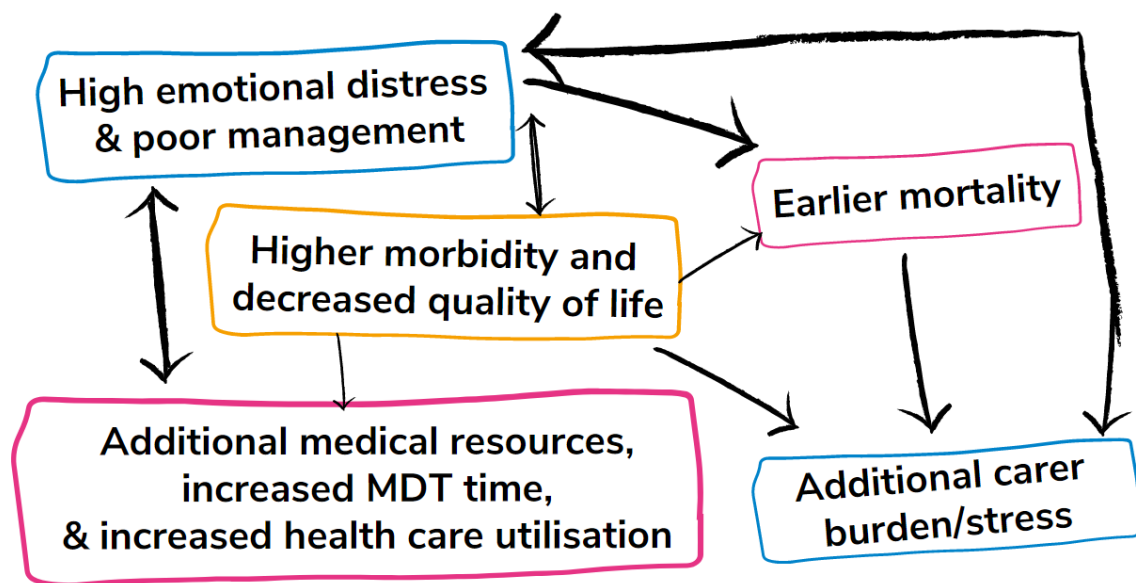 High emotional distress
& poor management
Earlier mortality
Higher morbidity and
decreased quality of life
Additional medical resources,
increased MDT time,
& increased health care utilisation
Additional carer
burden/stress